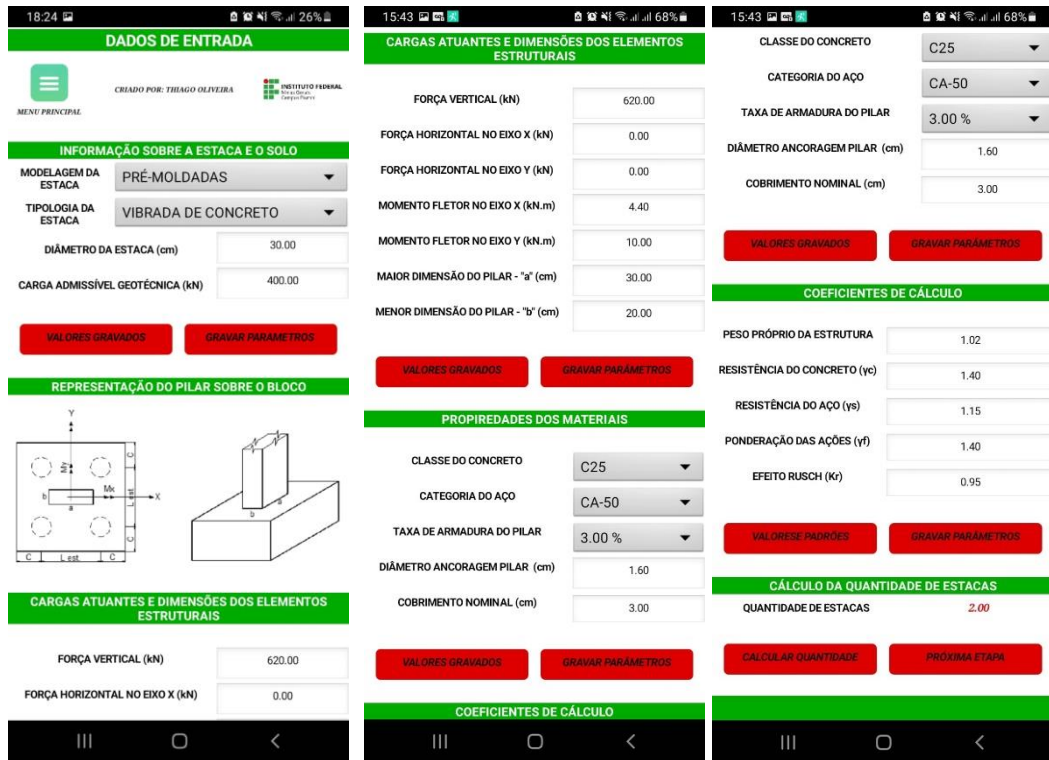 18:24
26%
DADOS DE ENTRADA
MENU PRINCIPAL
CRIADO POR: THIAGO OLIVEIRA
INSTITUTO FEDERAL
Minas Gerais
INFORMAÇÃO SOBRE A ESTACA E O SOLO
MODELAGEM DA
ESTACA
PRÉ-MOLDADAS
TIPOLOGIA DA
ESTACA
VIBRADA DE CONCRETO
DIÂMETRO DA ESTACA (cm)
30.00
CARGA ADMISSÍVEL GEOTÉCNICA (kN)
400.00
VALORES GRAVADOS
GRAVAR PARAMETROS
REPRESENTAÇÃO DO PILAR SOBRE O BLOCO
Y
My
Mx
X
b
a
C
L est.
C
C
L est
C
b
a
CARGAS ATUANTES E DIMENSÕES DOS ELEMENTOS
ESTRUTURAIS
FORÇA VERTICAL (kN)
620.00
FORÇA HORIZONTAL NO EIXO X (kN)
0.00
15:43
68%
CARGAS ATUANTES E DIMENSÕES DOS ELEMENTOS
ESTRUTURAIS
FORÇA VERTICAL (kN)
620.00
FORÇA HORIZONTAL NO EIXO X (kN)
0.00
FORÇA HORIZONTAL NO EIXO Y (kN)
0.00
MOMENTO FLETOR NO EIXO X (kN.m)
4.40
MOMENTO FLETOR NO EIXO Y (kN.m)
10.00
MAIOR DIMENSÃO DO PILAR - "a" (cm)
30.00
MENOR DIMENSÃO DO PILAR - "b" (cm)
20.00
VALORES GRAVADOS
GRAVAR PARÂMETROS
PROPIREDADES DOS MATERIAIS
CLASSE DO CONCRETO
C25
CATEGORIA DO AÇO
CA-50
TAXA DE ARMADURA DO PILAR
3.00 %
DIÂMETRO ANCORAGEM PILAR (cm)
1.60
COBRIMENTO NOMINAL (cm)
3.00
VALORES GRAVADOS
GRAVAR PARÂMETROS
COEFICIENTES DE CÁLCULO
15:43
68%
CLASSE DO CONCRETO
C25
CATEGORIA DO AÇO
CA-50
TAXA DE ARMADURA DO PILAR
3.00 %
DIÂMETRO ANCORAGEM PILAR (cm)
1.60
COBRIMENTO NOMINAL (cm)
3.00
VALORES GRAVADOS
GRAVAR PARÂMETROS
COEFICIENTES DE CÁLCULO
PESO PRÓPRIO DA ESTRUTURA
1.02
RESISTÊNCIA DO CONCRETO (γc)
1.40
RESISTÊNCIA DO AÇO (γs)
1.15
PONDERAÇÃO DAS AÇÕES (γf)
1.40
EFEITO RUSCH (Kr)
0.95
VALORESE PADRÕES
GRAVAR PARÂMETROS
CÁLCULO DA QUANTIDADE DE ESTACAS
QUANTIDADE DE ESTACAS
2.00
CALCULAR QUANTIDADE
PRÓXIMA ETAPA